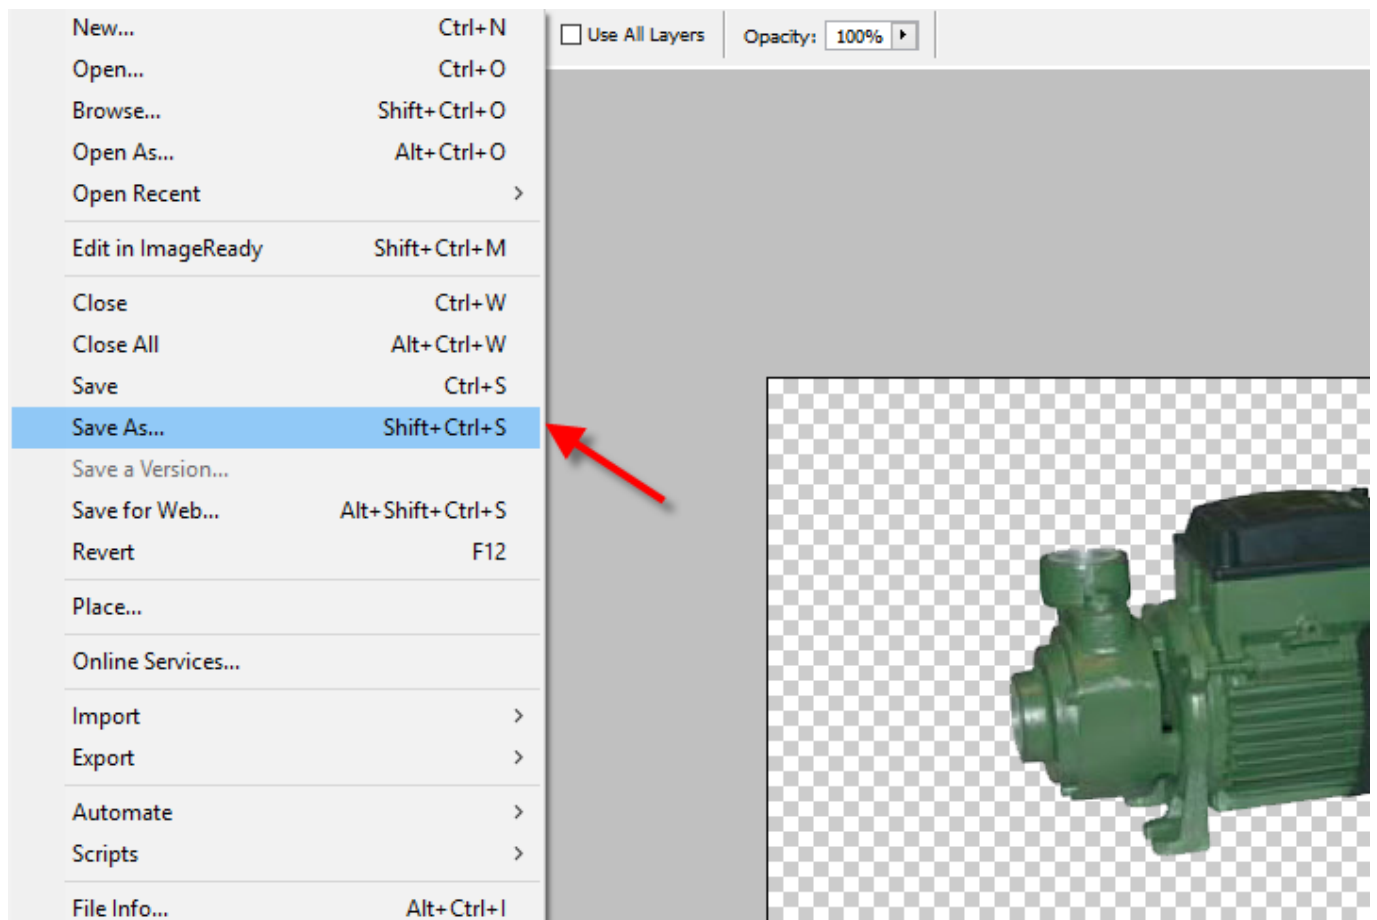 New... Ctrl+N
Use All Layers Opacity: 100%
Open... Ctrl+O
Browse... Shift+Ctrl+O
Open As... Alt+Ctrl+O
Open Recent
Edit in ImageReady Shift+Ctrl+M
Close Ctrl+W
Close All Alt+Ctrl+W
Save Ctrl+S
Save As... Shift+Ctrl+S
Save a Version...
Save for Web... Alt+Shift+Ctrl+S
Revert F12
Place...
Online Services...
Import
Export
Automate
Scripts
File Info... Alt+Ctrl+I